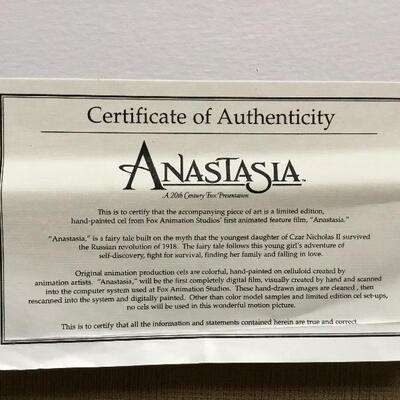 Certificate of Authenticity
ANASTASIA™
A 20th Century Fox Presentation
This is to certify that the accompanying piece of art is a limited edition,
hand-painted cel from Fox Animation Studios' first animated feature film, "Anastasia."
"Anastasia," is a fairy tale built on the myth that the youngest daughter of Czar Nicholas II survived
the Russian revolution of 1918. The fairy tale follows this young girl's adventure of
self-discovery, fight for survival, finding her family and falling in love.
Original animation production cels are colorful, hand-painted on celluloid created by
animation artists. "Anastasia," will be the first completely digital film, visually created by hand and scanned
into the computer system used at Fox Animation Studios. These hand-drawn images are cleaned , then
rescanned into the system and digitally painted. Other than color model samples and limited edition cel set-ups,
no cels will be used in this wonderful motion picture.
This is to certify that all the information and statements contained herein are true and correct.